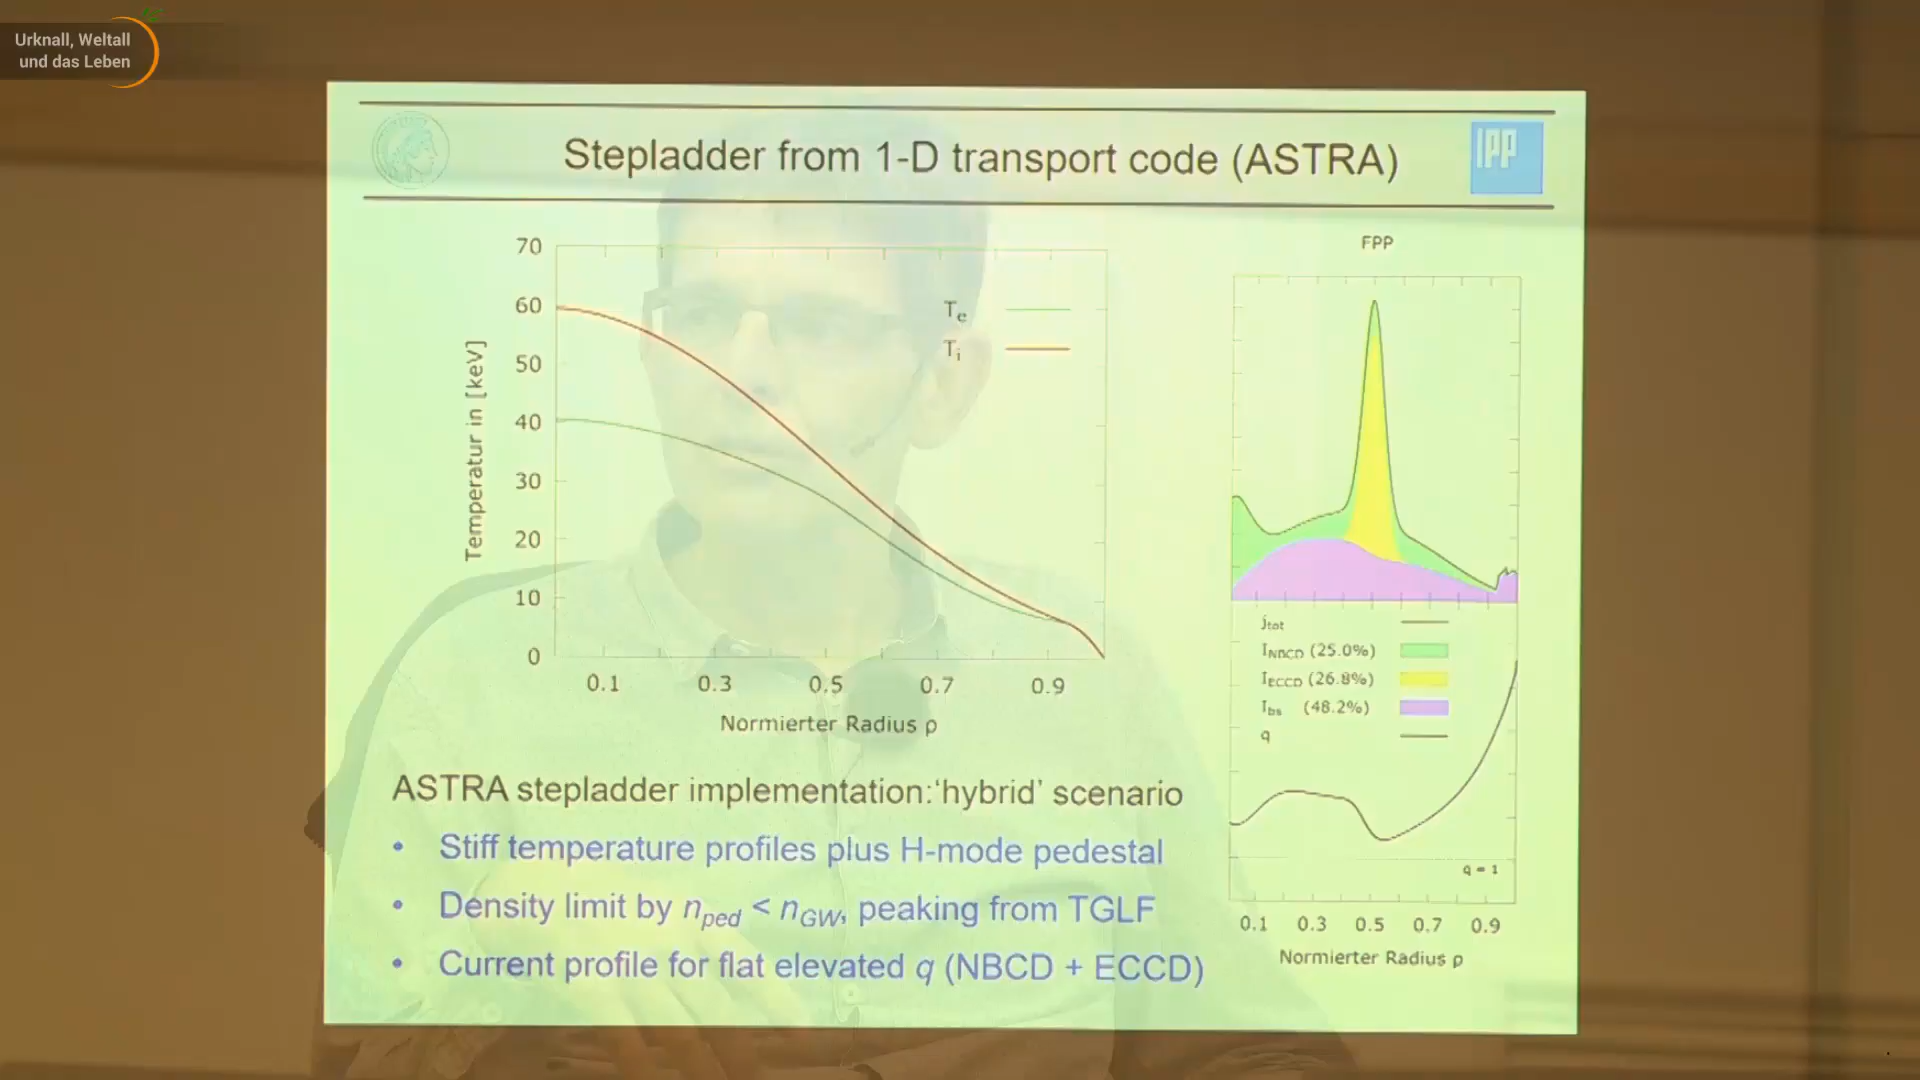 Urknall, Weltall
und das Leben
Stepladder from 1-D transport code (ASTRA)
IPP
70
60
50
40
30
20
10
0
Temperatur in [keV]
Te
Ti
0.1 0.3 0.5 0.7 0.9
Normierter Radius ρ
FPP
jtot
INBCD (25.0%)
IECCD (26.8%)
Ibs (48.2%)
q
q = 1
0.1 0.3 0.5 0.7 0.9
Normierter Radius ρ
ASTRA stepladder implementation:‘hybrid’ scenario
• Stiff temperature profiles plus H-mode pedestal
• Density limit by nped < nGW, peaking from TGLF
• Current profile for flat elevated q (NBCD + ECCD)